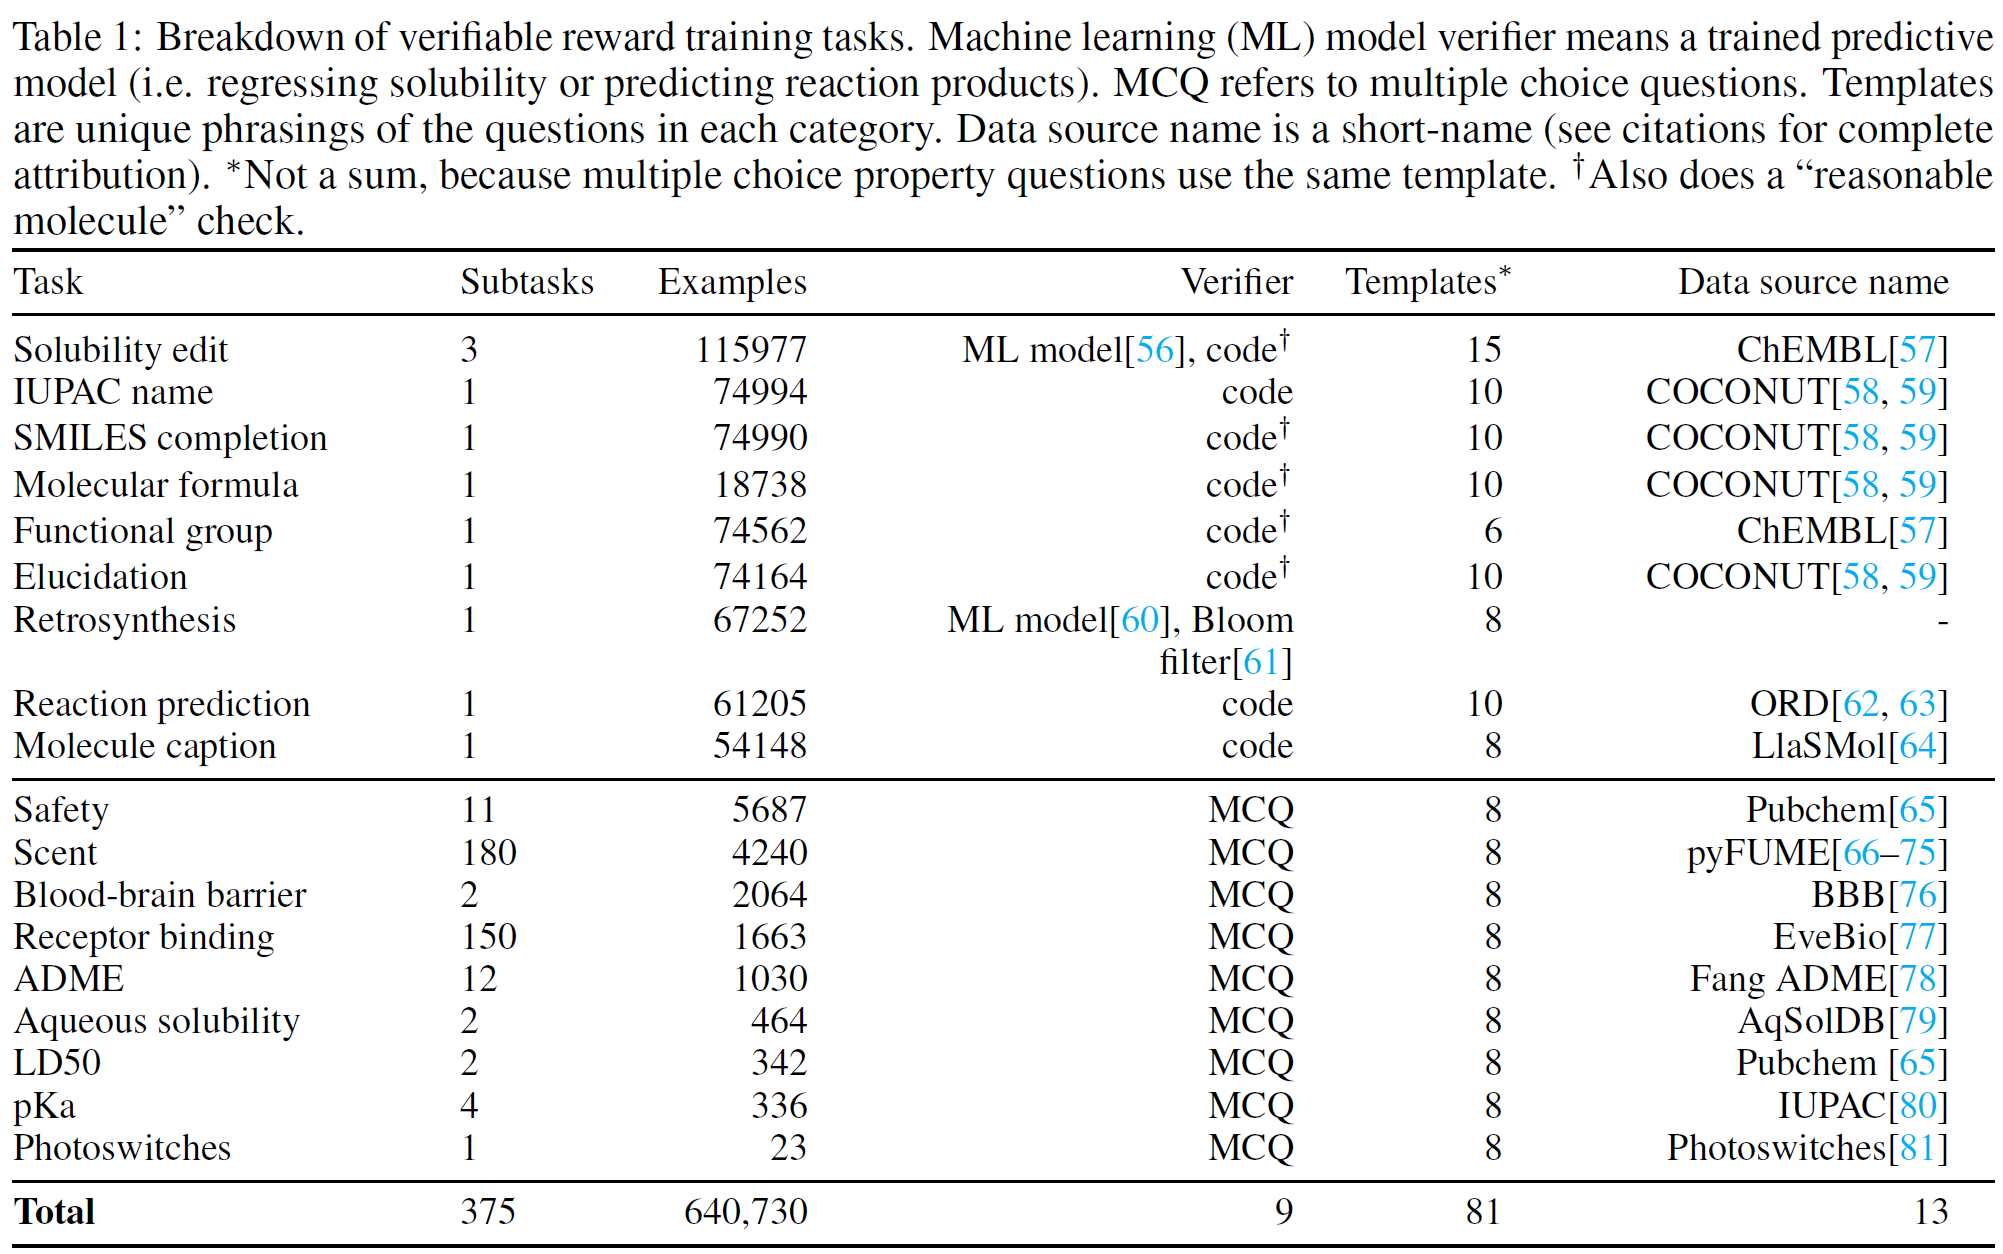 Table 1: Breakdown of verifiable reward training tasks. Machine learning (ML) model verifier means a trained predictive
model (i.e. regressing solubility or predicting reaction products). MCQ refers to multiple choice questions. Templates
are unique phrasings of the questions in each category. Data source name is a short-name (see citations for complete
attribution). *Not a sum, because multiple choice property questions use the same template. †Also does a “reasonable
molecule” check.
Task Subtasks Examples Verifier Templates* Data source name
Solubility edit 3 115977 ML model[56], code† 15 ChEMBL[57]
IUPAC name 1 74994 code 10 COCONUT[58, 59]
SMILES completion 1 74990 code† 10 COCONUT[58, 59]
Molecular formula 1 18738 code† 10 COCONUT[58, 59]
Functional group 1 74562 code† 6 ChEMBL[57]
Elucidation 1 74164 code† 10 COCONUT[58, 59]
Retrosynthesis 1 67252 ML model[60], Bloom 8 -
filter[61]
Reaction prediction 1 61205 code 10 ORD[62, 63]
Molecule caption 1 54148 code 8 LlaSMol[64]
Safety 11 5687 MCQ 8 Pubchem[65]
Scent 180 4240 MCQ 8 pyFUME[66–75]
Blood-brain barrier 2 2064 MCQ 8 BBB[76]
Receptor binding 150 1663 MCQ 8 EveBio[77]
ADME 12 1030 MCQ 8 Fang ADME[78]
Aqueous solubility 2 464 MCQ 8 AqSolDB[79]
LD50 2 342 MCQ 8 Pubchem [65]
pKa 4 336 MCQ 8 IUPAC[80]
Photoswitches 1 23 MCQ 8 Photoswitches[81]
Total 375 640,730 9 81 13